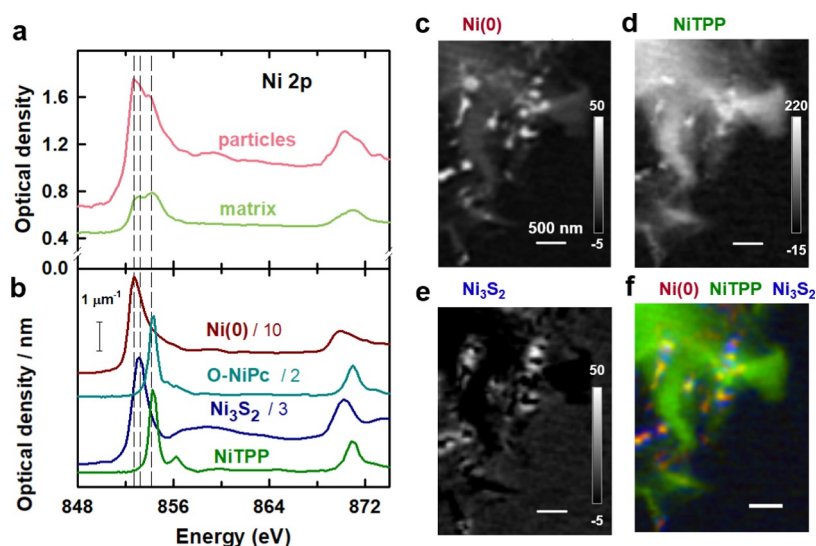 a
Ni 2p
Optical density
1.6
1.2
0.8
0.4
0.0
particles
matrix
b
1 μm⁻¹
Optical density / nm
Ni(0) / 10
O-NiPc / 2
Ni₃S₂ / 3
NiTPP
848 856 864 872
Energy (eV)
c Ni(0)
50
-5
500 nm
d NiTPP
220
-15
e Ni₃S₂
50
-5
f Ni(0) NiTPP Ni₃S₂